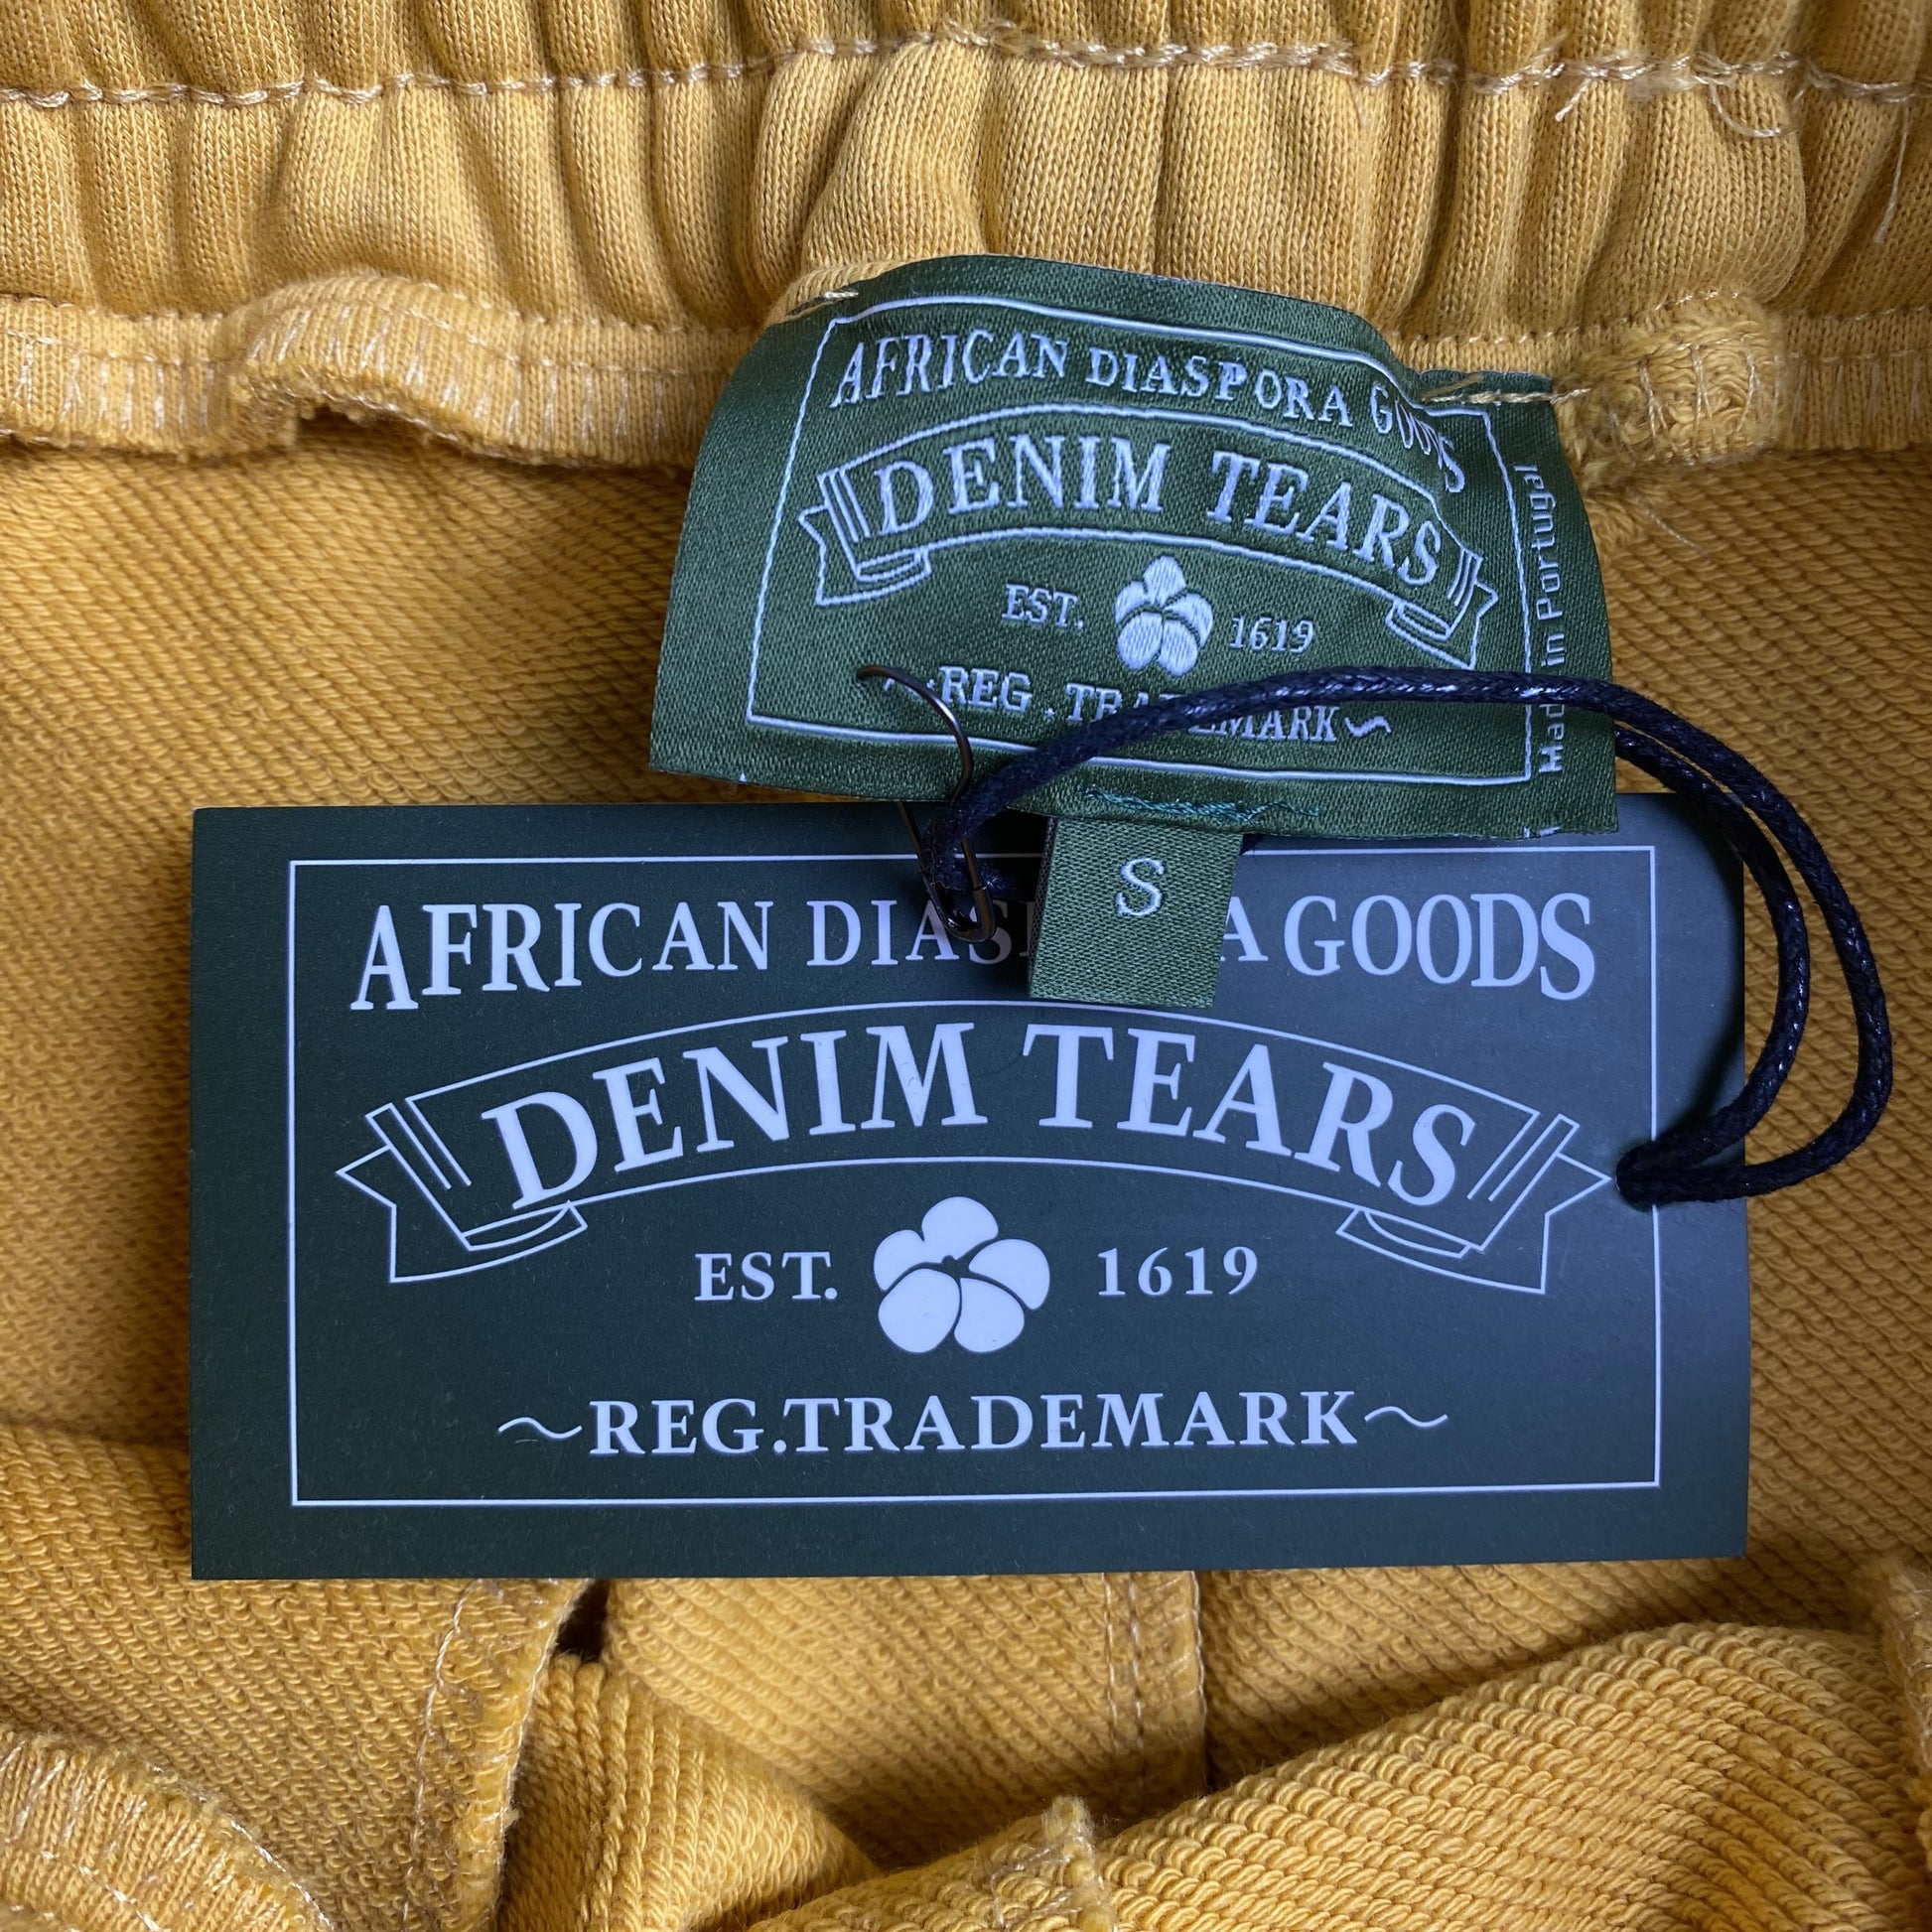 AFRICAN DIASPORA GOODS
DENIM TEARS
EST. 1619
~REG.TRADEMARK~
Made in Portugal
S
AFRICAN DIASPORA GOODS
DENIM TEARS
EST. 1619
~REG.TRADEMARK~